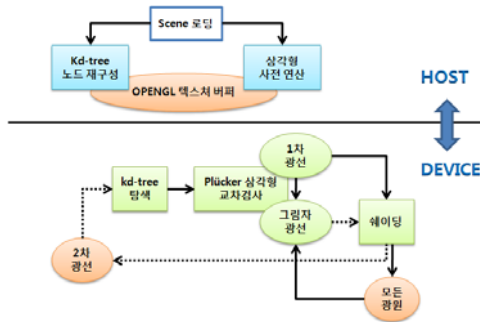 Scene 로딩
Kd-tree
노드 재구성
삼각형
사전 연산
OPENGL 텍스쳐 버퍼
HOST
DEVICE
1차
광선
kd-tree
탐색
Plücker 삼각형
교차검사
그림자
광선
쉐이딩
2차
광선
모든
광원